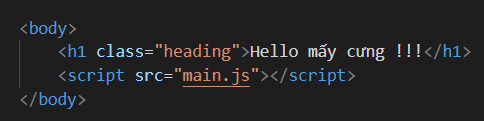 <body>
<h1 class="heading">Hello mấy cưng !!!</h1>
<script src="main.js"></script>
</body>